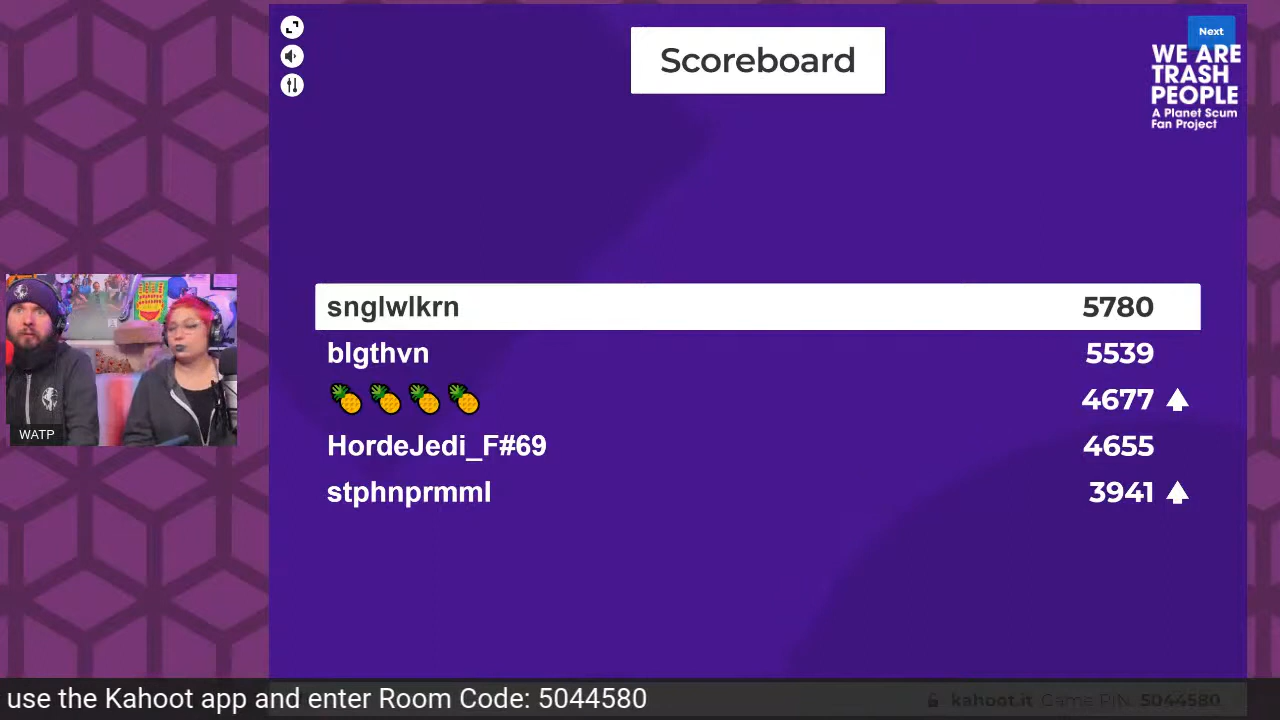 Scoreboard
Next
WE ARE
TRASH
PEOPLE
A Planet Scum
Fan Project
snglwlkrn 5780
blgthvn 5539
🍍🍍🍍🍍 4677
HordeJedi_F#69 4655
stphnprmml 3941
WATP
use the Kahoot app and enter Room Code: 5044580
kahoot.it Game PIN: 5044580